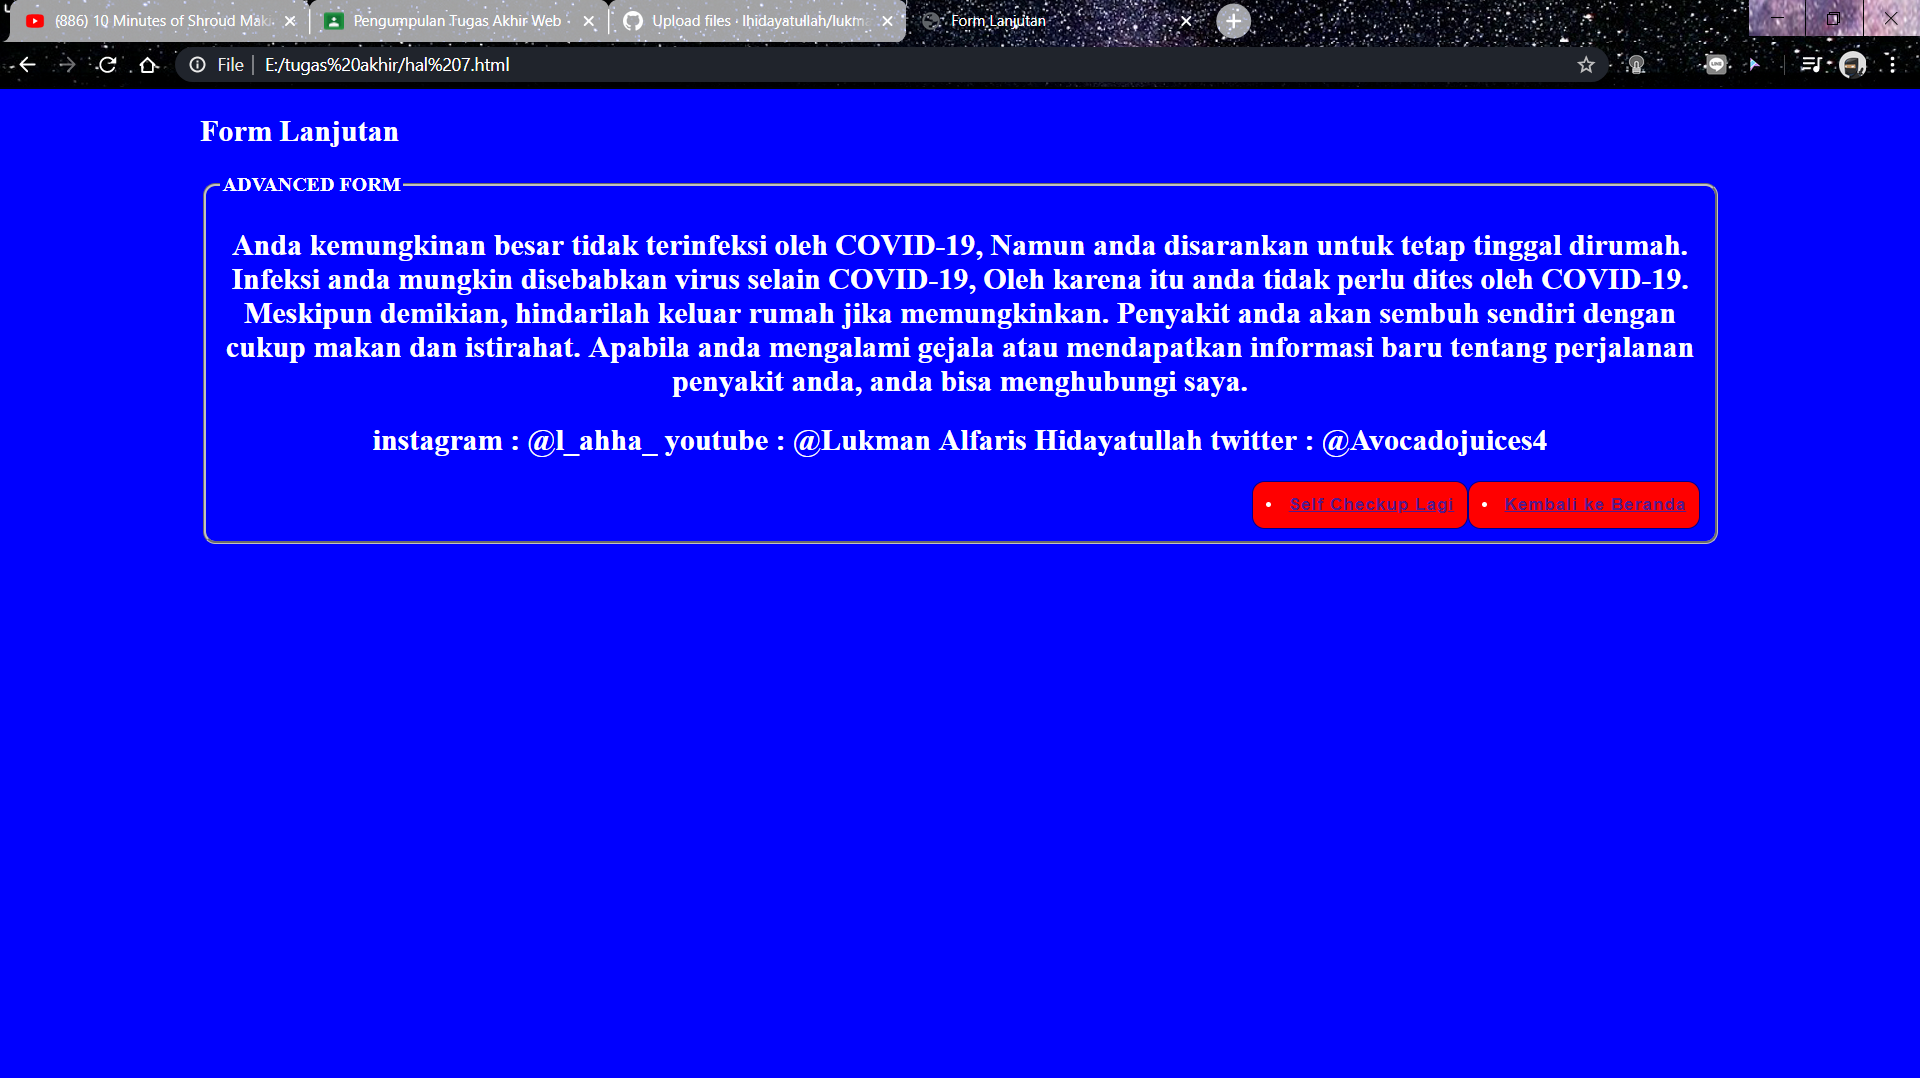 (886) 10 Minutes of Shroud Mak
Pengumpulan Tugas Akhir Web
Upload files · lhidayatullah/lukm
Form Lanjutan
File
E:/tugas%20akhir/hal%207.html
Form Lanjutan
ADVANCED FORM
Anda kemungkinan besar tidak terinfeksi oleh COVID-19, Namun anda disarankan untuk tetap tinggal dirumah.
Infeksi anda mungkin disebabkan virus selain COVID-19, Oleh karena itu anda tidak perlu dites oleh COVID-19.
Meskipun demikian, hindarilah keluar rumah jika memungkinkan. Penyakit anda akan sembuh sendiri dengan
cukup makan dan istirahat. Apabila anda mengalami gejala atau mendapatkan informasi baru tentang perjalanan
penyakit anda, anda bisa menghubungi saya.
instagram : @l_ahha_ youtube : @Lukman Alfaris Hidayatullah twitter : @Avocadojuices4
• Self Checkup Lagi
• Kembali ke Beranda